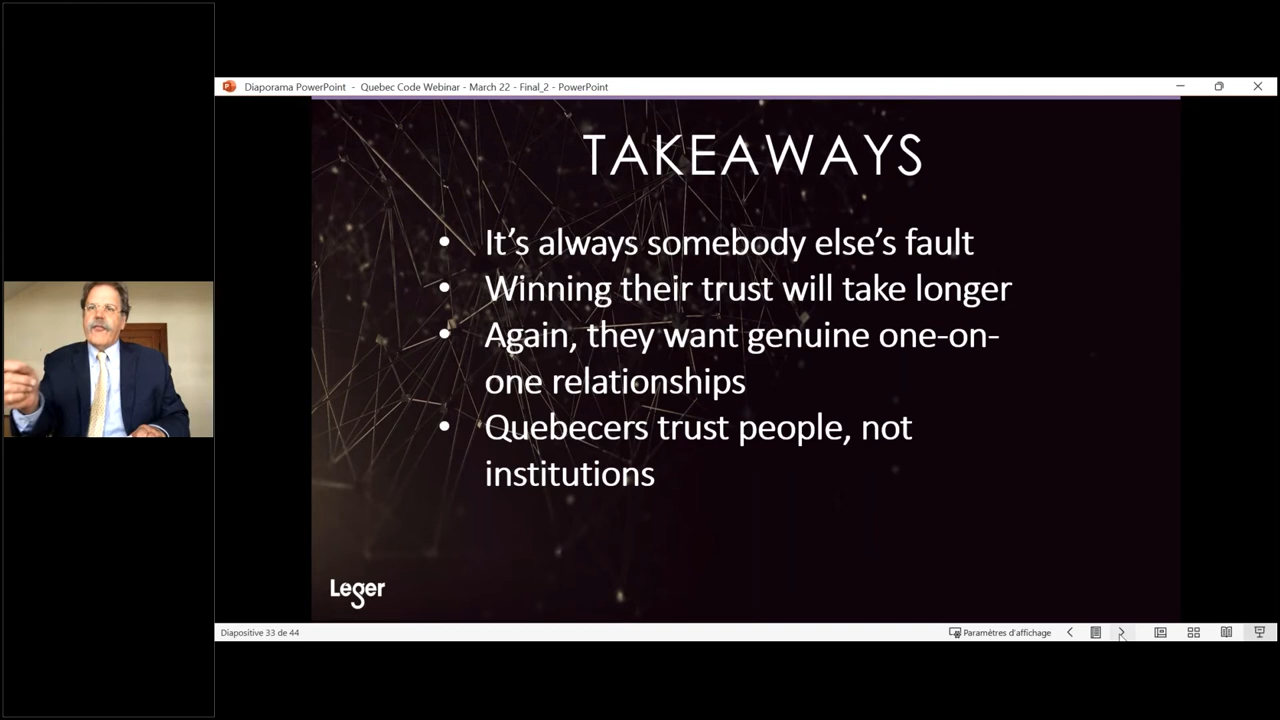 Diaporama PowerPoint - Quebec Code Webinar - March 22 - Final_2 - PowerPoint
TAKEAWAYS
• It’s always somebody else’s fault
• Winning their trust will take longer
• Again, they want genuine one-on-
one relationships
• Quebecers trust people, not
institutions
Leger
Diapositive 33 de 44
Paramètres d'affichage